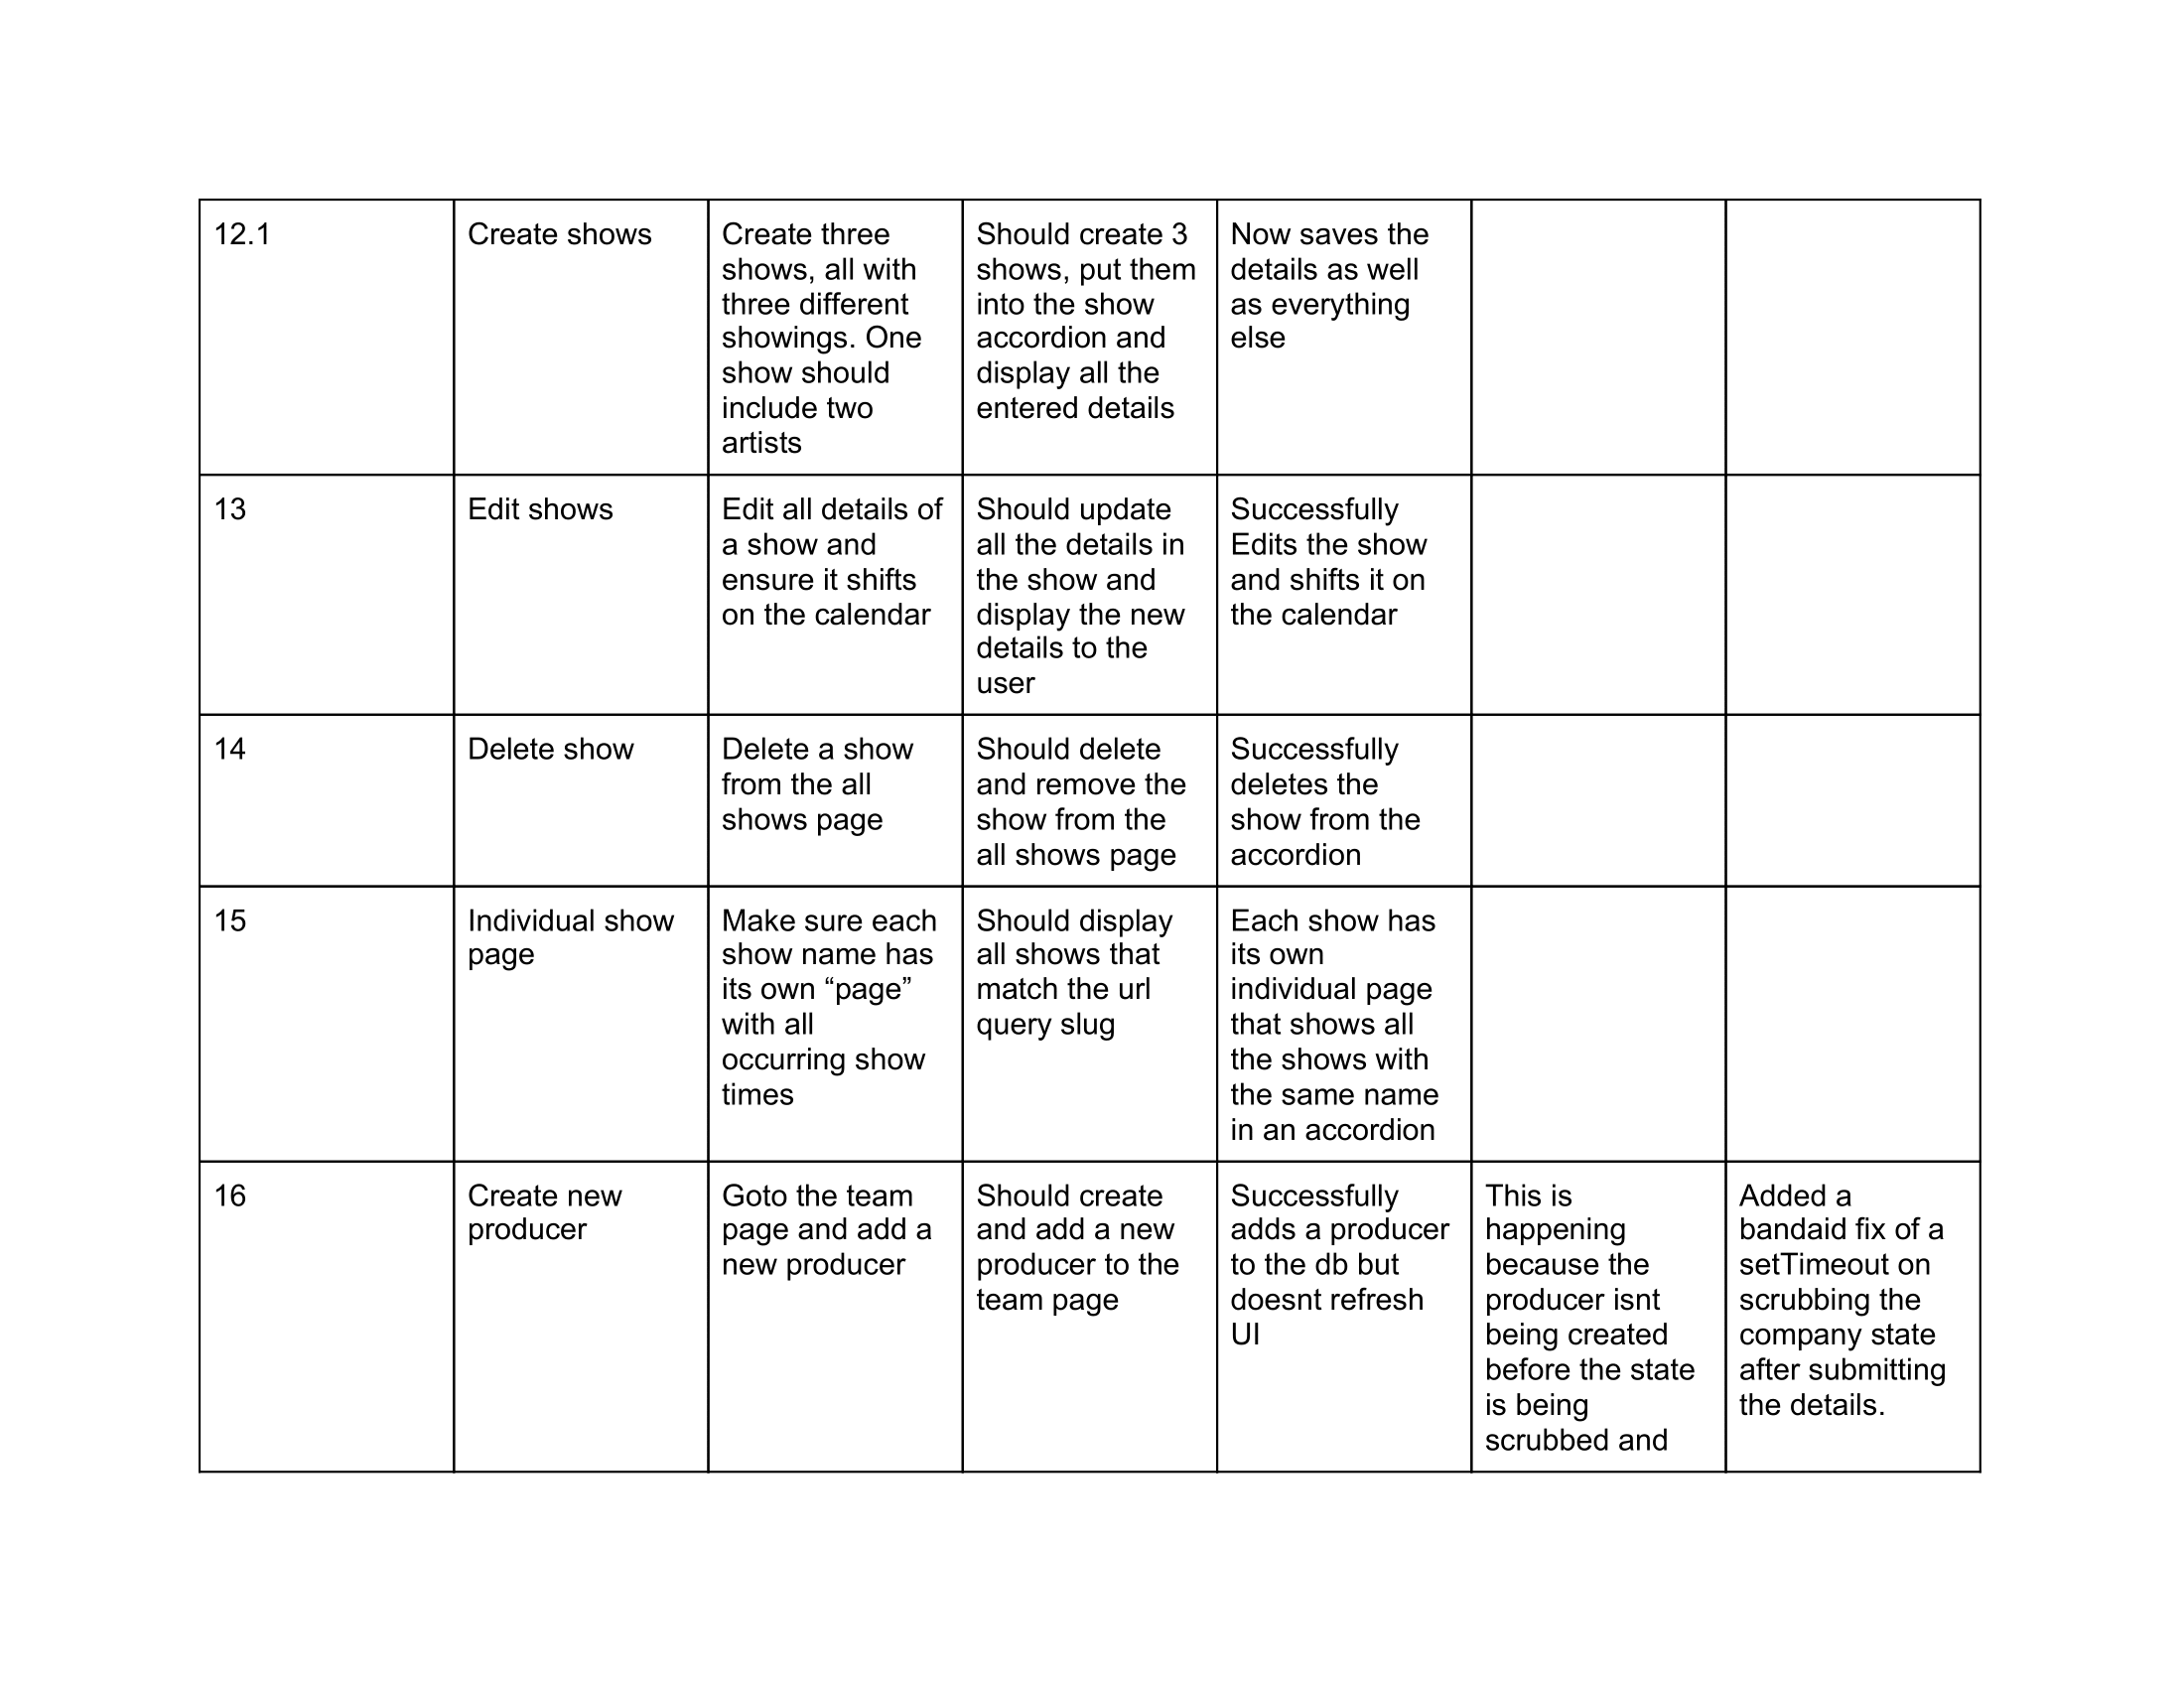 12.1
Create shows
Create three
shows, all with
three different
showings. One
show should
include two
artists
Should create 3
shows, put them
into the show
accordion and
display all the
entered details
Now saves the
details as well
as everything
else
13
Edit shows
Edit all details of
a show and
ensure it shifts
on the calendar
Should update
all the details in
the show and
display the new
details to the
user
Successfully
Edits the show
and shifts it on
the calendar
14
Delete show
Delete a show
from the all
shows page
Should delete
and remove the
show from the
all shows page
Successfully
deletes the
show from the
accordion
15
Individual show
page
Make sure each
show name has
its own “page”
with all
occurring show
times
Should display
all shows that
match the url
query slug
Each show has
its own
individual page
that shows all
the shows with
the same name
in an accordion
16
Create new
producer
Goto the team
page and add a
new producer
Should create
and add a new
producer to the
team page
Successfully
adds a producer
to the db but
doesnt refresh
UI
This is
happening
because the
producer isnt
being created
before the state
is being
scrubbed and
Added a
bandaid fix of a
setTimeout on
scrubbing the
company state
after submitting
the details.